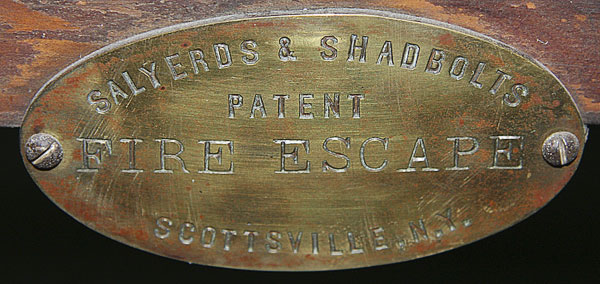 SALYERDS & SHADBOLTS
PATENT
FIRE ESCAPE
SCOTTSVILLE, N.Y.